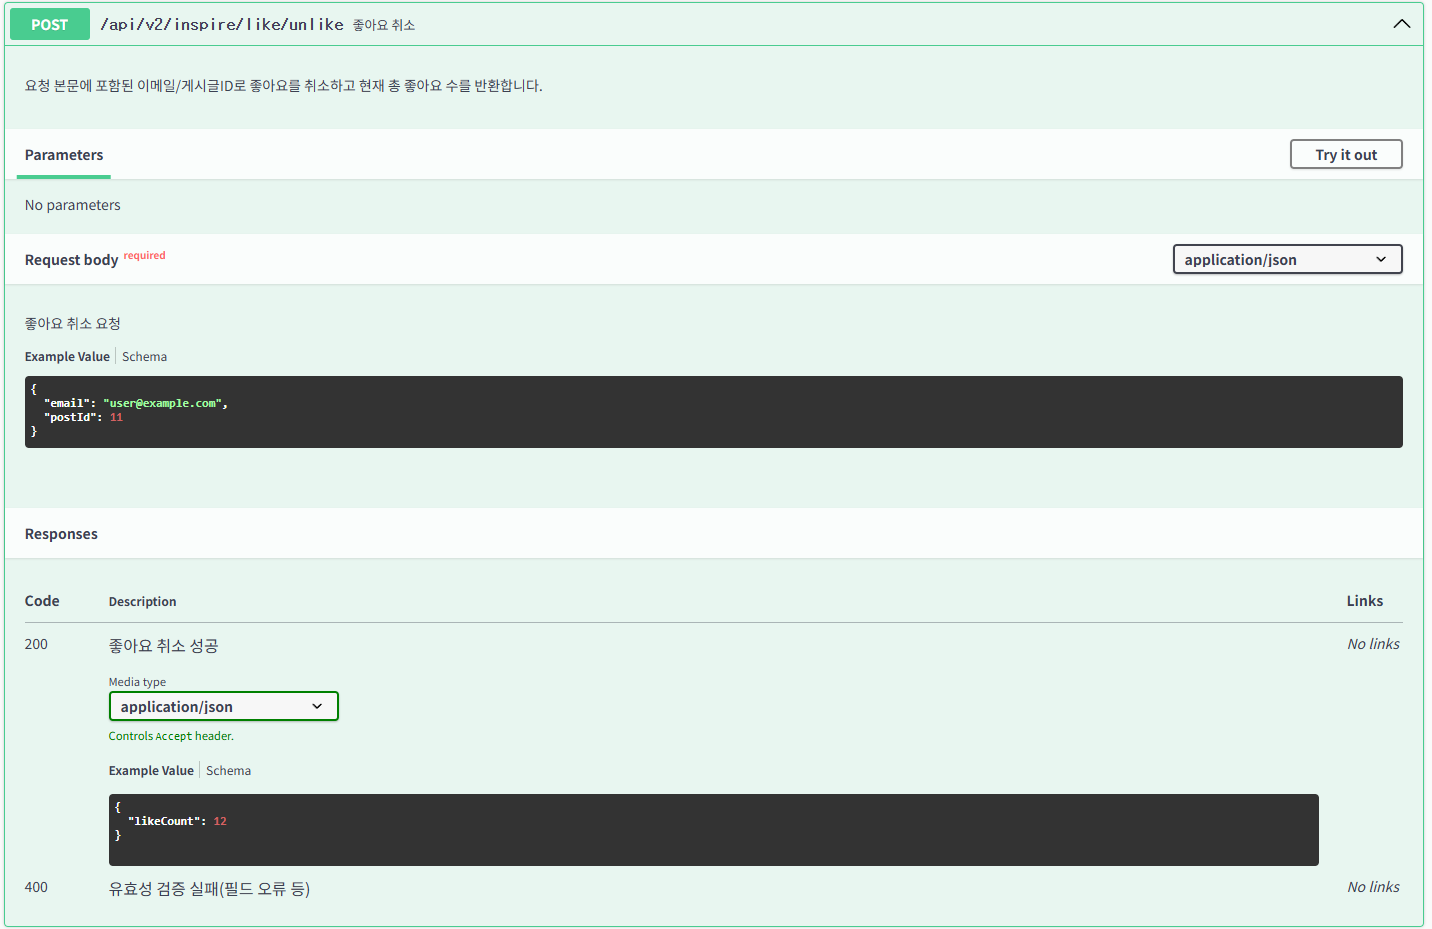 POST /api/v2/inspire/like/unlike 좋아요 취소
요청 본문에 포함된 이메일/게시글ID로 좋아요를 취소하고 현재 총 좋아요 수를 반환합니다.
Parameters Try it out
No parameters
Request body required application/json
좋아요 취소 요청
Example Value Schema
{
"email": "user@example.com",
"postId": 11
}
Responses
Code Description Links
200 좋아요 취소 성공 No links
Media type
application/json
Controls Accept header.
Example Value Schema
{
"likeCount": 12
}
400 유효성 검증 실패(필드 오류 등) No links